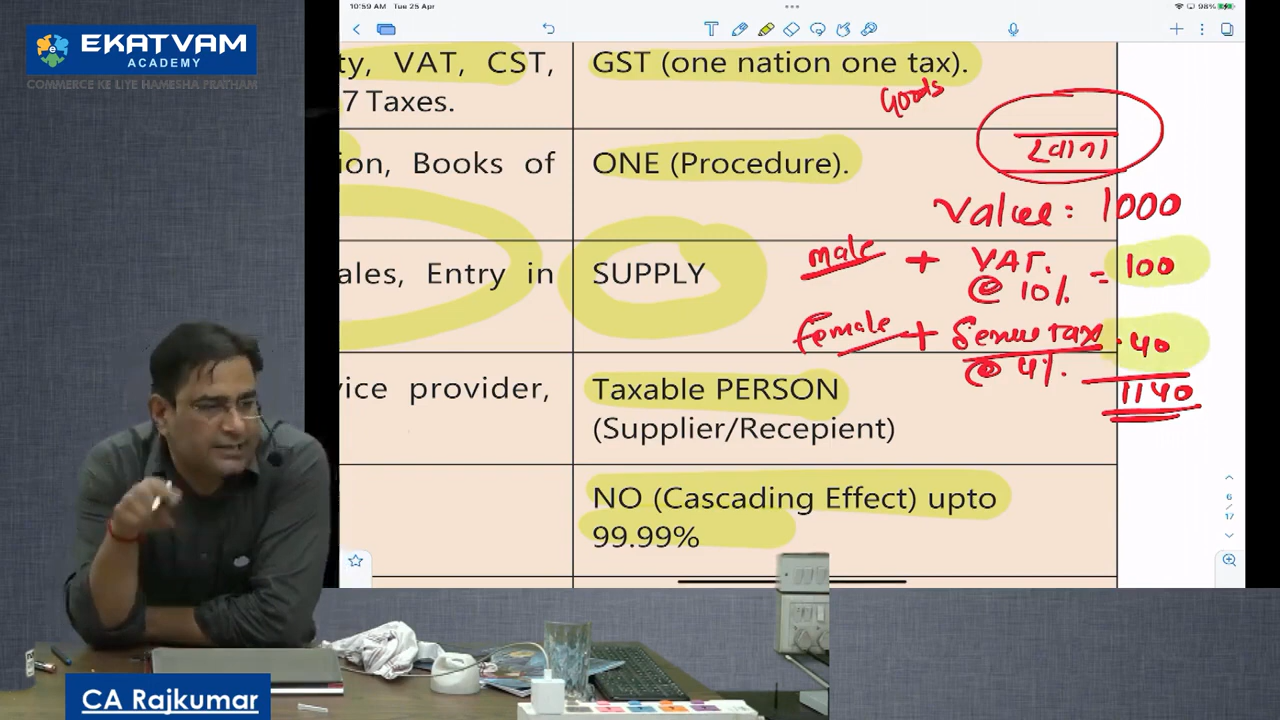 10:59 AM Tue 25 Apr
98%
EKATVAM
ACADEMY
COMMERCE KE LIYE HAMESHA PRATHAM
ty, VAT, CST,
7 Taxes.
GST (one nation one tax).
Goods
ion, Books of
ONE (Procedure).
खाना
Value: 1000
ales, Entry in
SUPPLY
male + VAT. = 100
@ 10%
female + Service tax . 40
@ 4%.
1140
vice provider,
Taxable PERSON
(Supplier/Recepient)
NO (Cascading Effect) upto
99.99%
6
/
17
CA Rajkumar